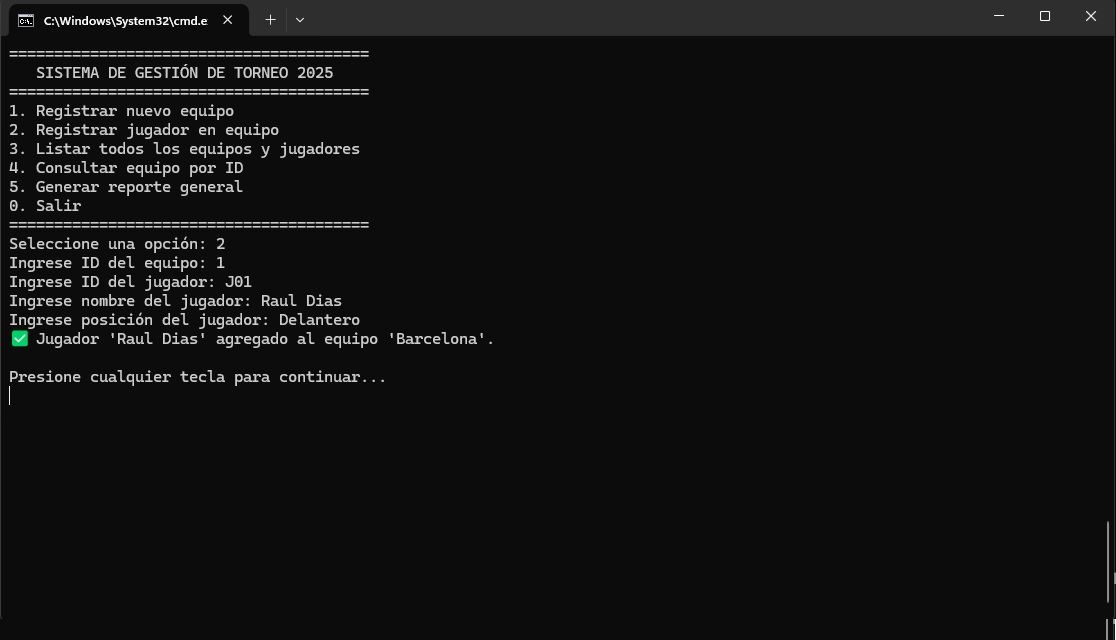 C:\Windows\System32\cmd.e
========================================
SISTEMA DE GESTIÓN DE TORNEO 2025
========================================
1. Registrar nuevo equipo
2. Registrar jugador en equipo
3. Listar todos los equipos y jugadores
4. Consultar equipo por ID
5. Generar reporte general
0. Salir
========================================
Seleccione una opción: 2
Ingrese ID del equipo: 1
Ingrese ID del jugador: J01
Ingrese nombre del jugador: Raul Dias
Ingrese posición del jugador: Delantero
✅ Jugador 'Raul Dias' agregado al equipo 'Barcelona'.
Presione cualquier tecla para continuar...